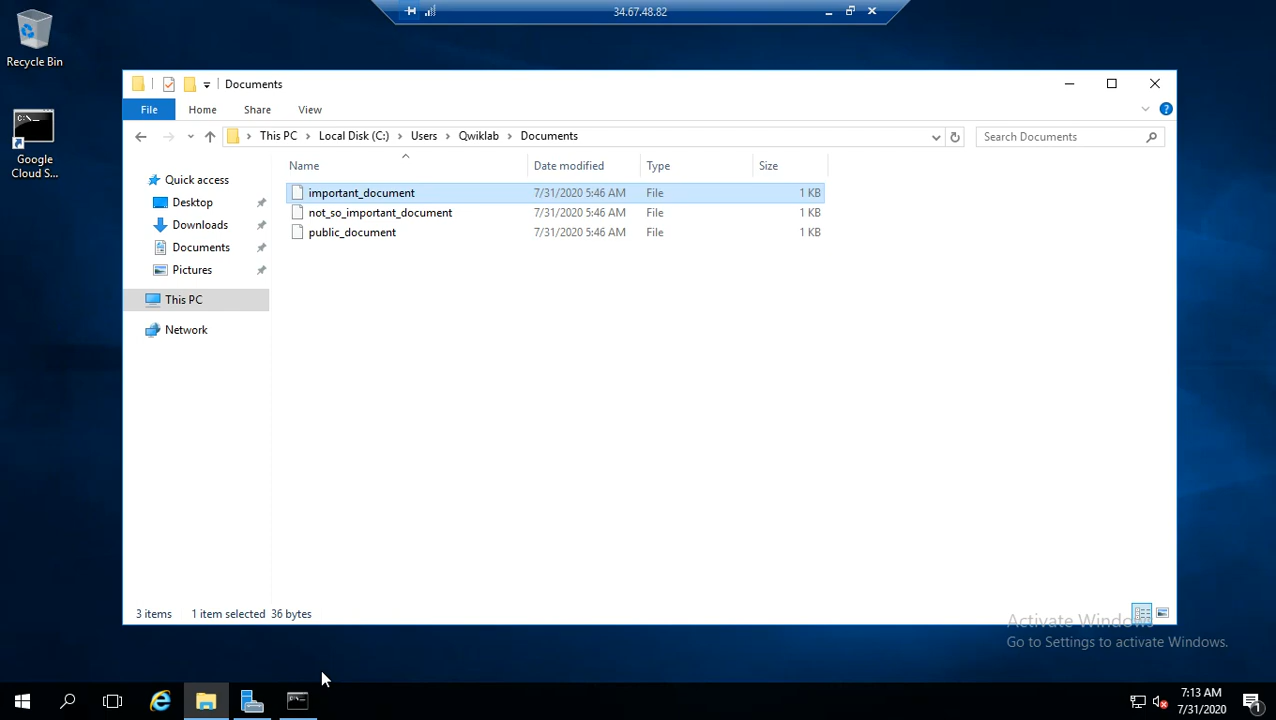 34.67.48.82
Recycle Bin
Google
Cloud S...
Documents
File Home Share View
This PC Local Disk (C:) Users Qwiklab Documents
Search Documents
Name Date modified Type Size
Quick access
Desktop
Downloads
Documents
Pictures
This PC
Network
important_document 7/31/2020 5:46 AM File 1 KB
not_so_important_document 7/31/2020 5:46 AM File 1 KB
public_document 7/31/2020 5:46 AM File 1 KB
3 items 1 item selected 36 bytes
Activate Windows
Go to Settings to activate Windows.
7:13 AM
7/31/2020
1